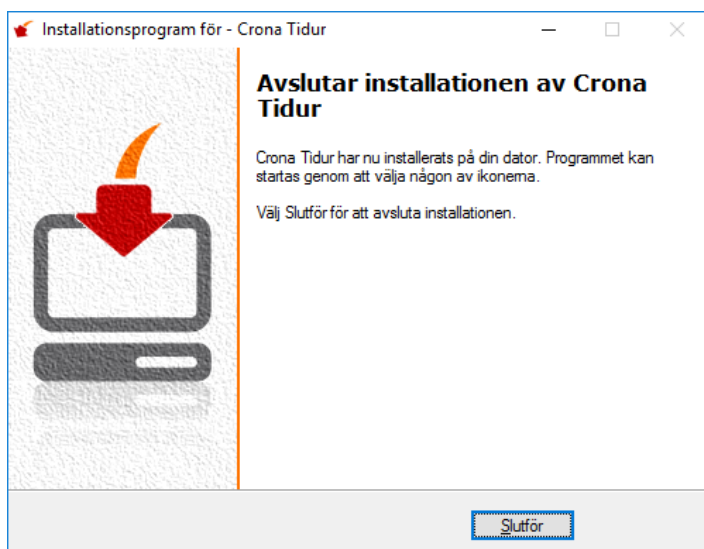 Installationsprogram för - Crona Tidur
Avslutar installationen av Crona
Tidur
Crona Tidur har nu installerats på din dator. Programmet kan
startas genom att välja någon av ikonerna.
Välj Slutför för att avsluta installationen.
Slutför